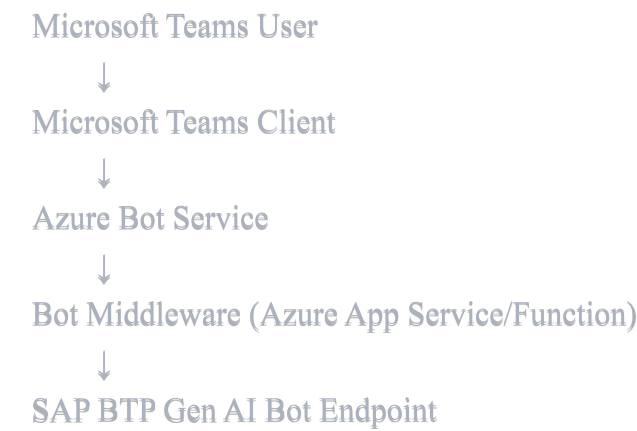 Microsoft Teams User
↓
Microsoft Teams Client
↓
Azure Bot Service
↓
Bot Middleware (Azure App Service/Function)
↓
SAP BTP Gen AI Bot Endpoint